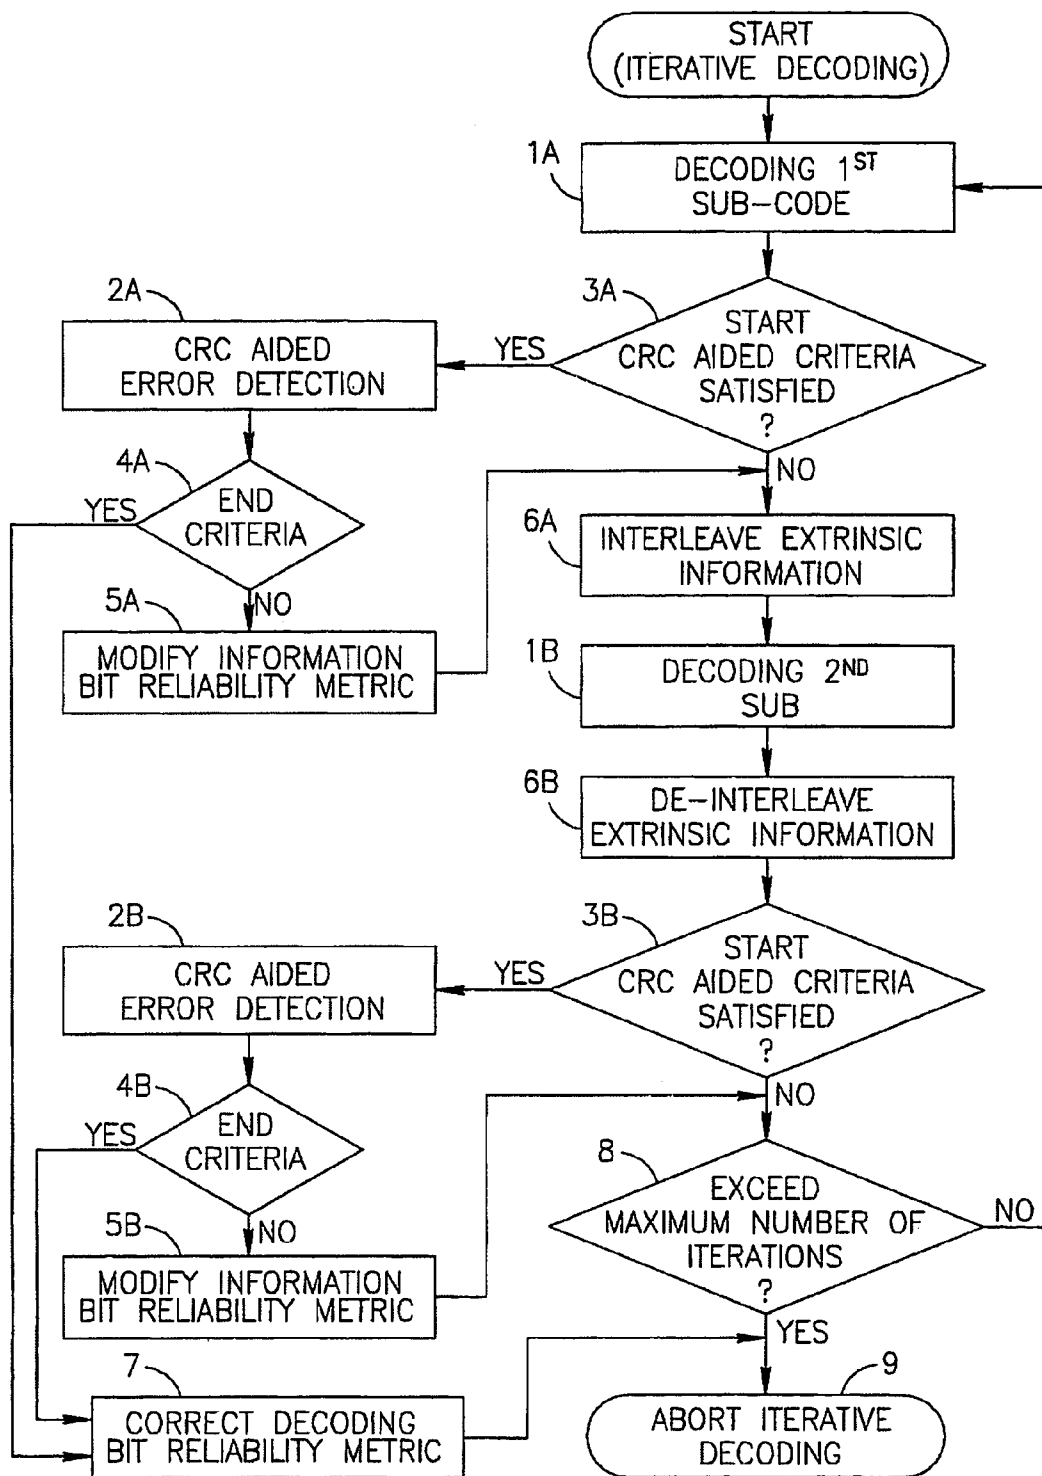 START
(ITERATIVE DECODING)
1A
DECODING 1ST
SUB-CODE
2A
3A
CRC AIDED
ERROR DETECTION
YES
START
CRC AIDED CRITERIA
SATISFIED
?
4A
NO
YES
END
CRITERIA
6A
INTERLEAVE EXTRINSIC
INFORMATION
5A
NO
MODIFY INFORMATION
BIT RELIABILITY METRIC
1B
DECODING 2ND
SUB
6B
DE-INTERLEAVE
EXTRINSIC INFORMATION
2B
3B
CRC AIDED
ERROR DETECTION
YES
START
CRC AIDED CRITERIA
SATISFIED
?
4B
NO
YES
END
CRITERIA
8
EXCEED
MAXIMUM NUMBER OF
ITERATIONS
?
NO
5B
NO
MODIFY INFORMATION
BIT RELIABILITY METRIC
YES
7
9
CORRECT DECODING
BIT RELIABILITY METRIC
ABORT ITERATIVE
DECODING